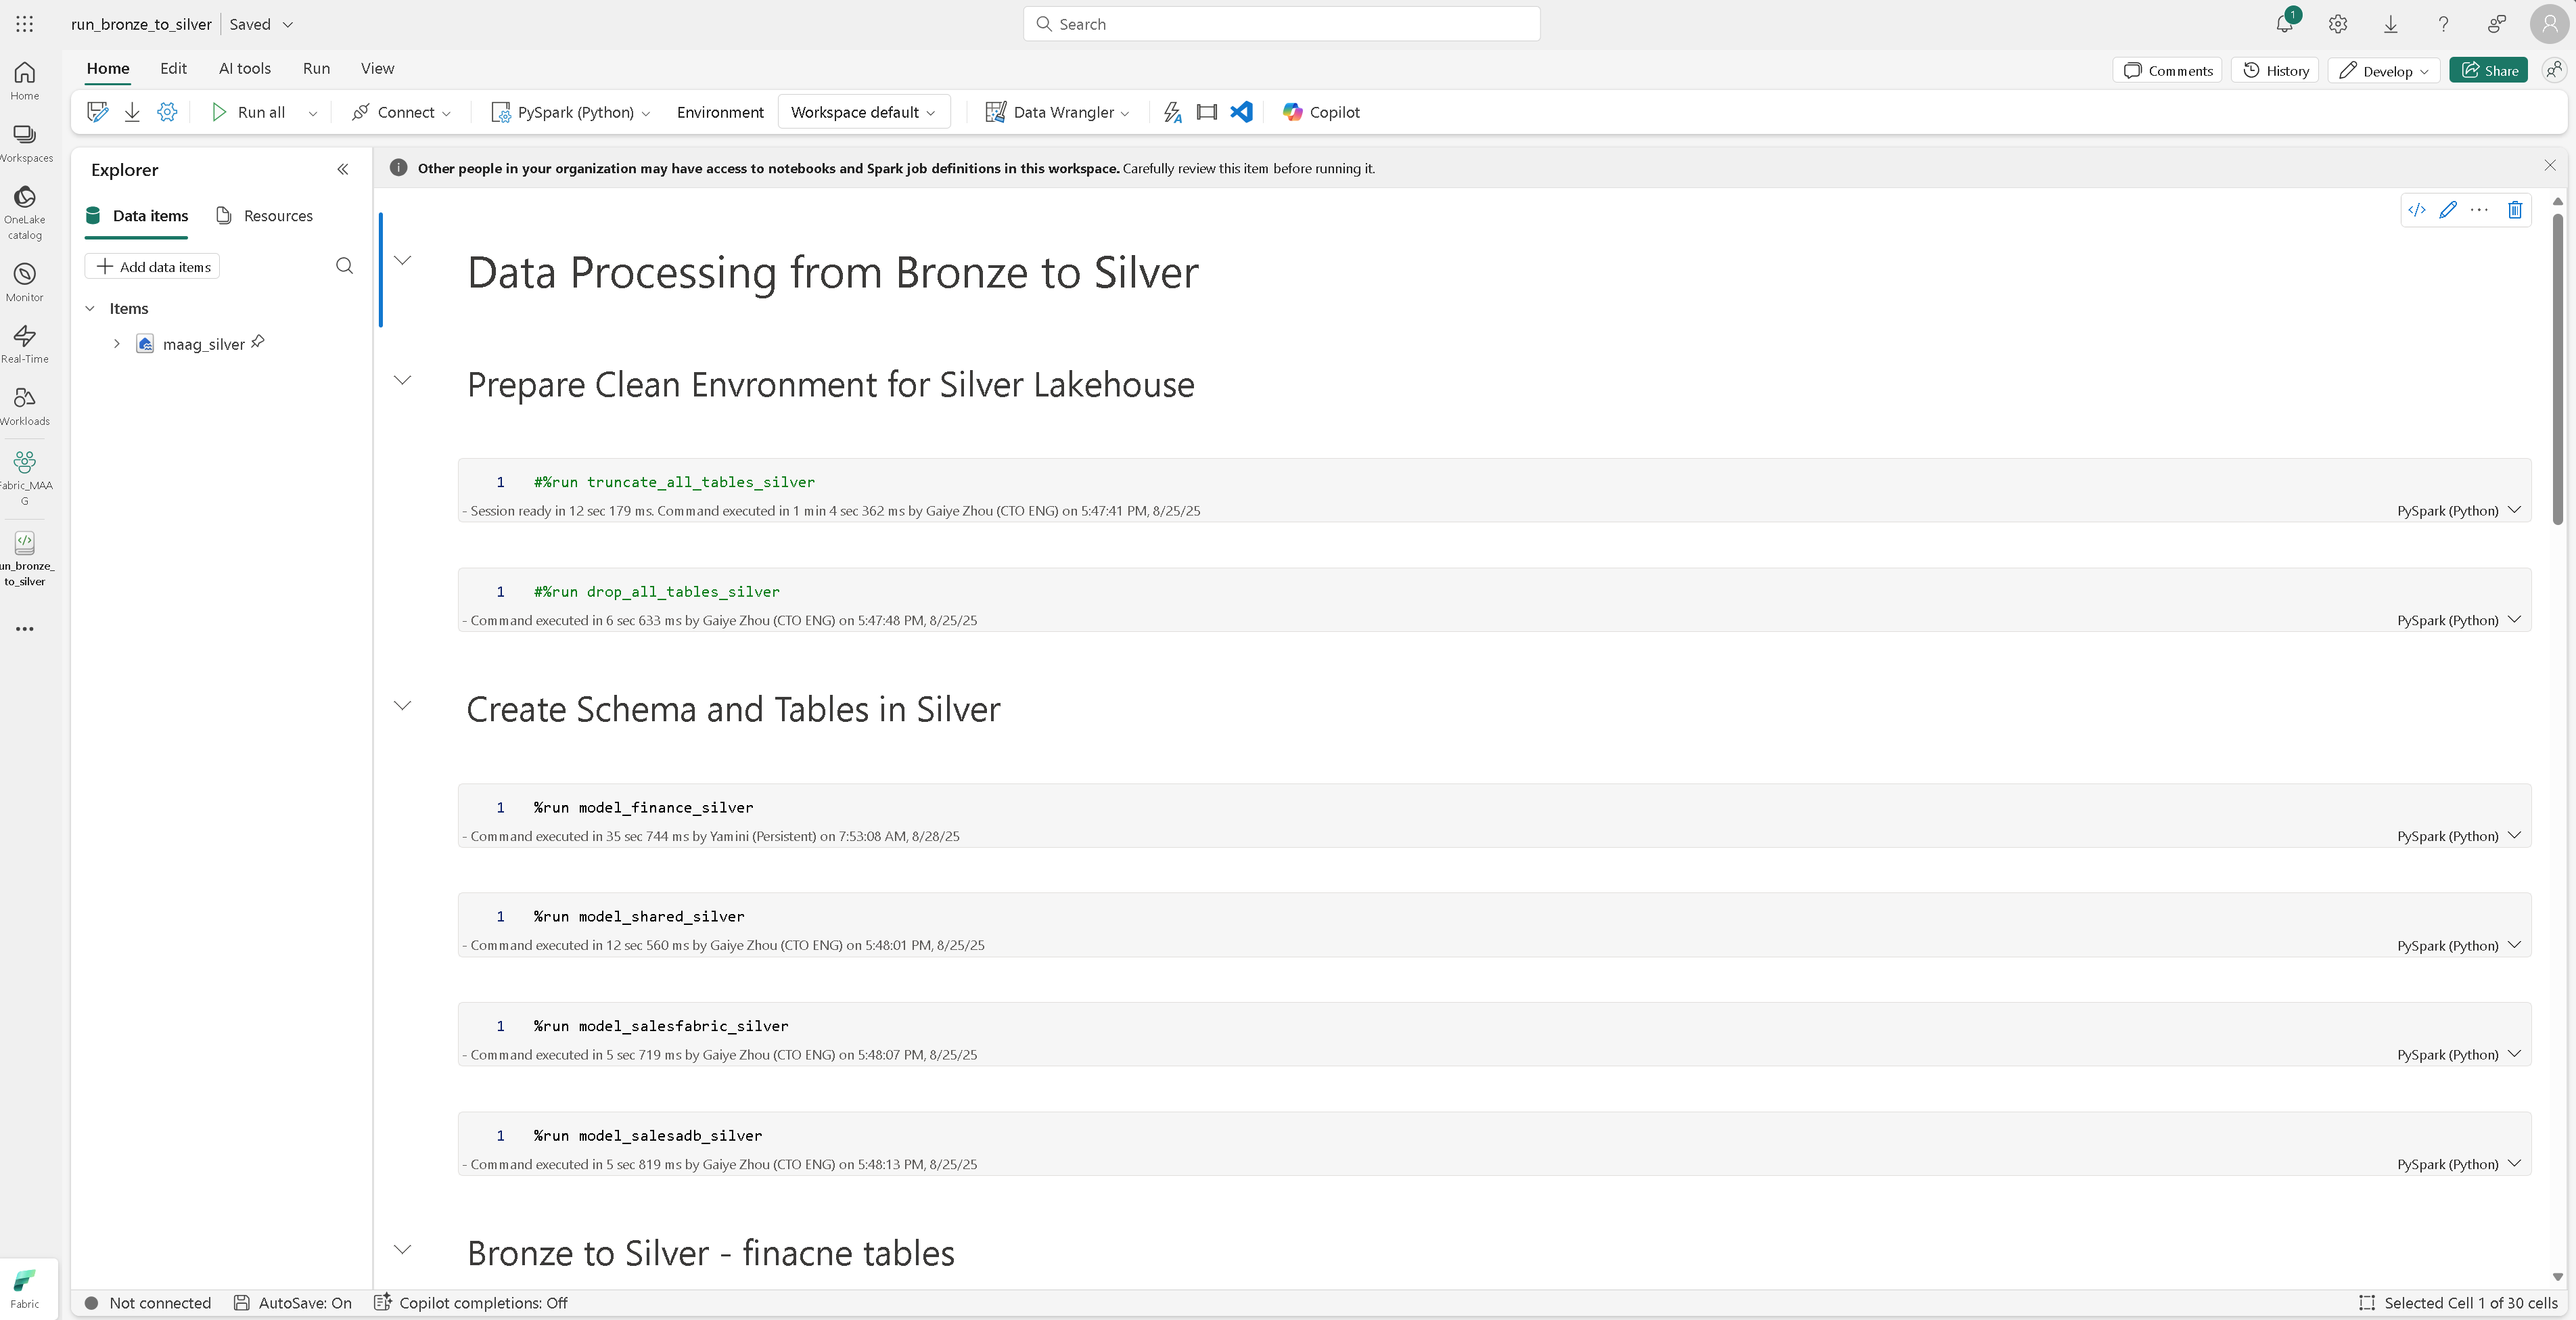 run_bronze_to_silver
Saved
Search
1
Home
Edit
AI tools
Run
View
Comments
History
Develop
Share
Run all
Connect
PySpark (Python)
Environment
Workspace default
Data Wrangler
Copilot
Home
Workspaces
OneLake
catalog
Monitor
Real-Time
Workloads
Fabric_MAA
G
un_bronze_
to_silver
Fabric
Explorer
Data items
Resources
Add data items
Items
maag_silver
Other people in your organization may have access to notebooks and Spark job definitions in this workspace. Carefully review this item before running it.
Data Processing from Bronze to Silver
Prepare Clean Envronment for Silver Lakehouse
1 #%run truncate_all_tables_silver
- Session ready in 12 sec 179 ms. Command executed in 1 min 4 sec 362 ms by Gaiye Zhou (CTO ENG) on 5:47:41 PM, 8/25/25
PySpark (Python)
1 #%run drop_all_tables_silver
- Command executed in 6 sec 633 ms by Gaiye Zhou (CTO ENG) on 5:47:48 PM, 8/25/25
PySpark (Python)
Create Schema and Tables in Silver
1 %run model_finance_silver
- Command executed in 35 sec 744 ms by Yamini (Persistent) on 7:53:08 AM, 8/28/25
PySpark (Python)
1 %run model_shared_silver
- Command executed in 12 sec 560 ms by Gaiye Zhou (CTO ENG) on 5:48:01 PM, 8/25/25
PySpark (Python)
1 %run model_salesfabric_silver
- Command executed in 5 sec 719 ms by Gaiye Zhou (CTO ENG) on 5:48:07 PM, 8/25/25
PySpark (Python)
1 %run model_salesadb_silver
- Command executed in 5 sec 819 ms by Gaiye Zhou (CTO ENG) on 5:48:13 PM, 8/25/25
PySpark (Python)
Bronze to Silver - finacne tables
Not connected
AutoSave: On
Copilot completions: Off
Selected Cell 1 of 30 cells